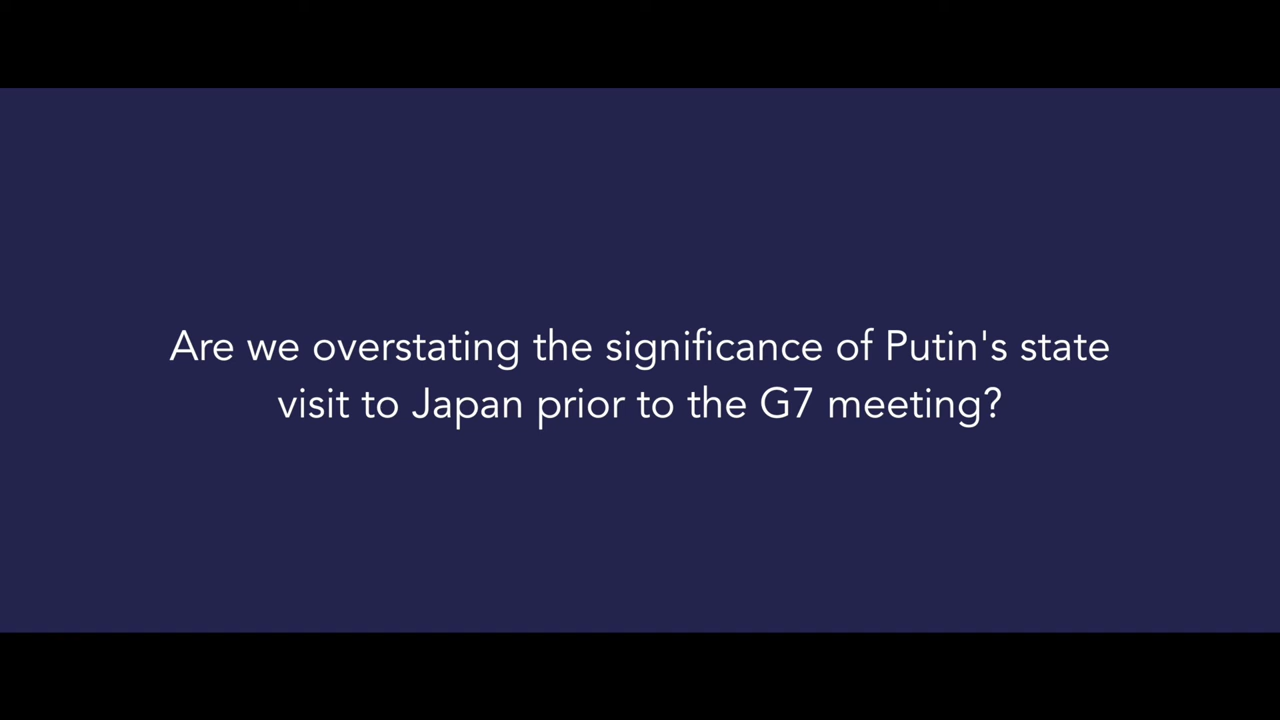 Are we overstating the significance of Putin's state
visit to Japan prior to the G7 meeting?